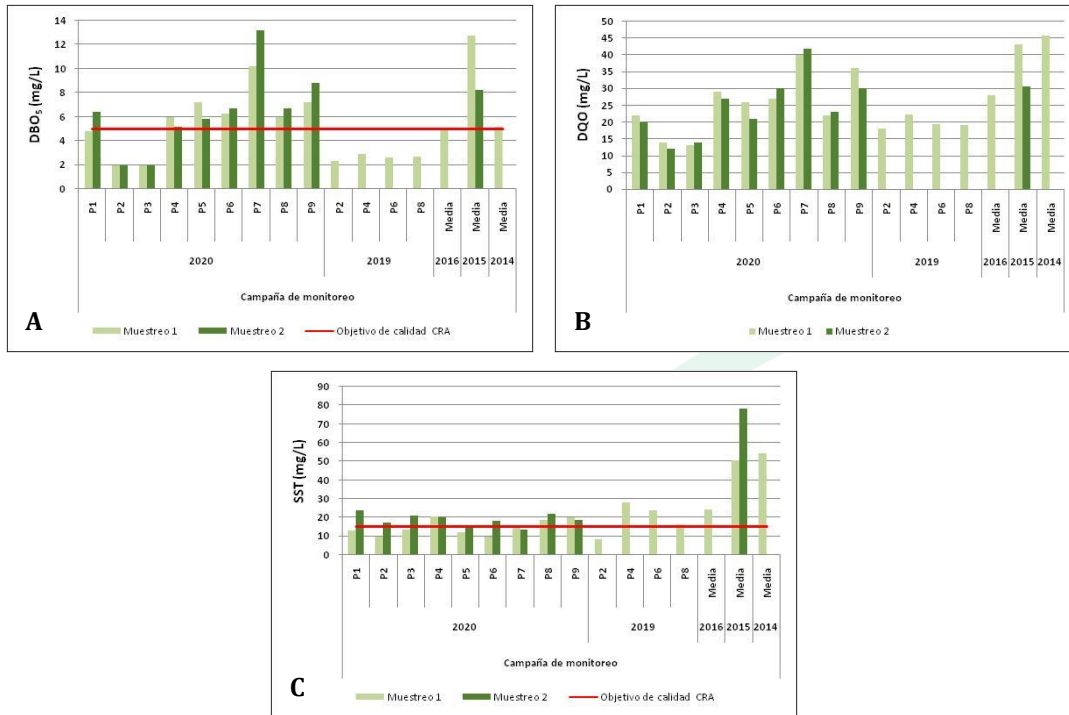 DBO5 (mg/L)
14
12
10
8
6
4
2
0
P1 P2 P3 P4 P5 P6 P7 P8 P9 P2 P4 P6 P8 Media Media Media
2020 2019 2016 2015 2014
Campaña de monitoreo
A
Muestreo 1 Muestreo 2 Objetivo de calidad CRA
DQO (mg/L)
50
45
40
35
30
25
20
15
10
5
0
P1 P2 P3 P4 P5 P6 P7 P8 P9 P2 P4 P6 P8 Media Media Media
2020 2019 2016 2015 2014
Campaña de monitoreo
B
Muestreo 1 Muestreo 2
SST (mg/L)
90
80
70
60
50
40
30
20
10
0
P1 P2 P3 P4 P5 P6 P7 P8 P9 P2 P4 P6 P8 Media Media Media
2020 2019 2016 2015 2014
Campaña de monitoreo
C
Muestreo 1 Muestreo 2 Objetivo de calidad CRA